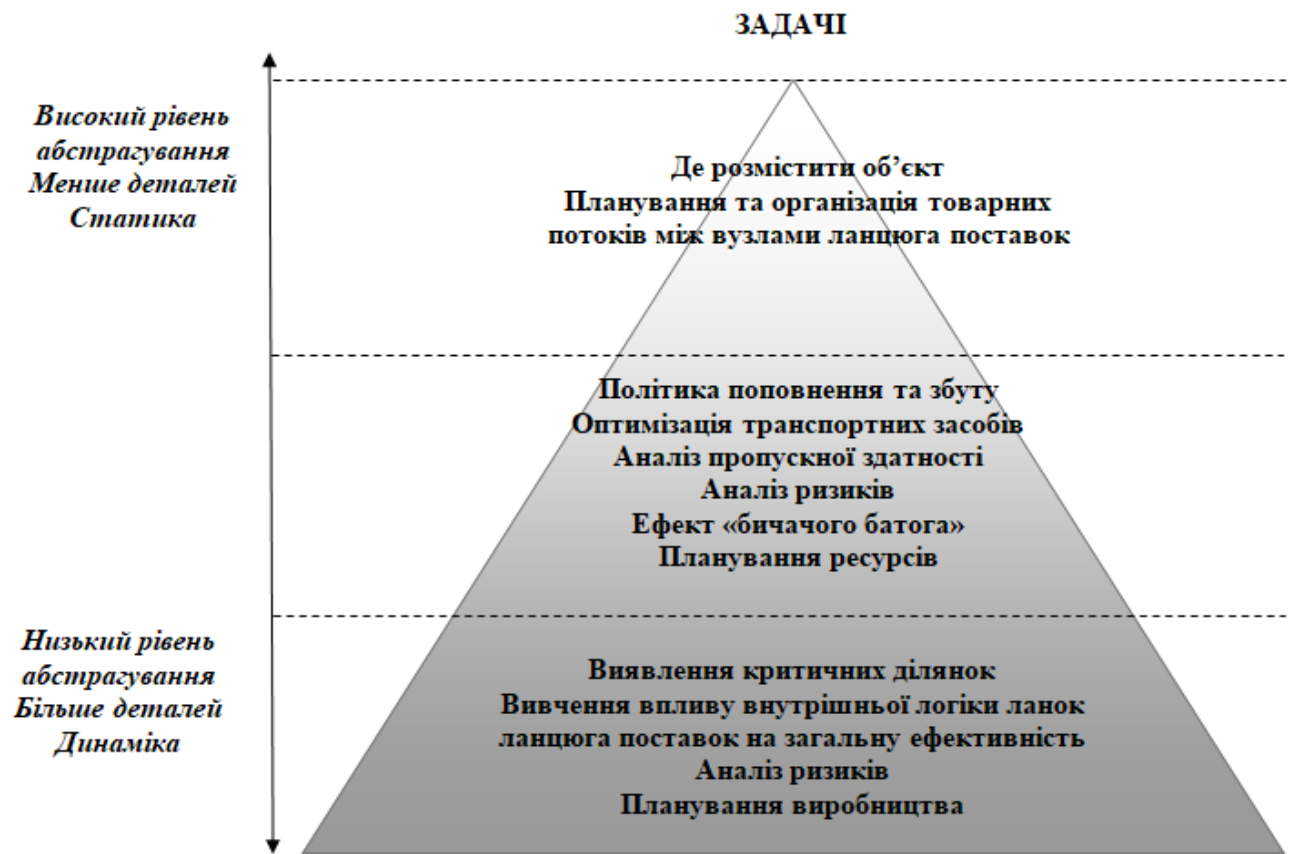 ЗАДАЧІ
Високий рівень
абстрагування
Менше деталей
Статика
Де розмістити об’єкт
Планування та організація товарних
потоків між вузлами ланцюга поставок
Політика поповнення та збуту
Оптимізація транспортних засобів
Аналіз пропускної здатності
Аналіз ризиків
Ефект «бичачого батога»
Планування ресурсів
Низький рівень
абстрагування
Більше деталей
Динаміка
Виявлення критичних ділянок
Вивчення впливу внутрішньої логіки ланок
ланцюга поставок на загальну ефективність
Аналіз ризиків
Планування виробництва